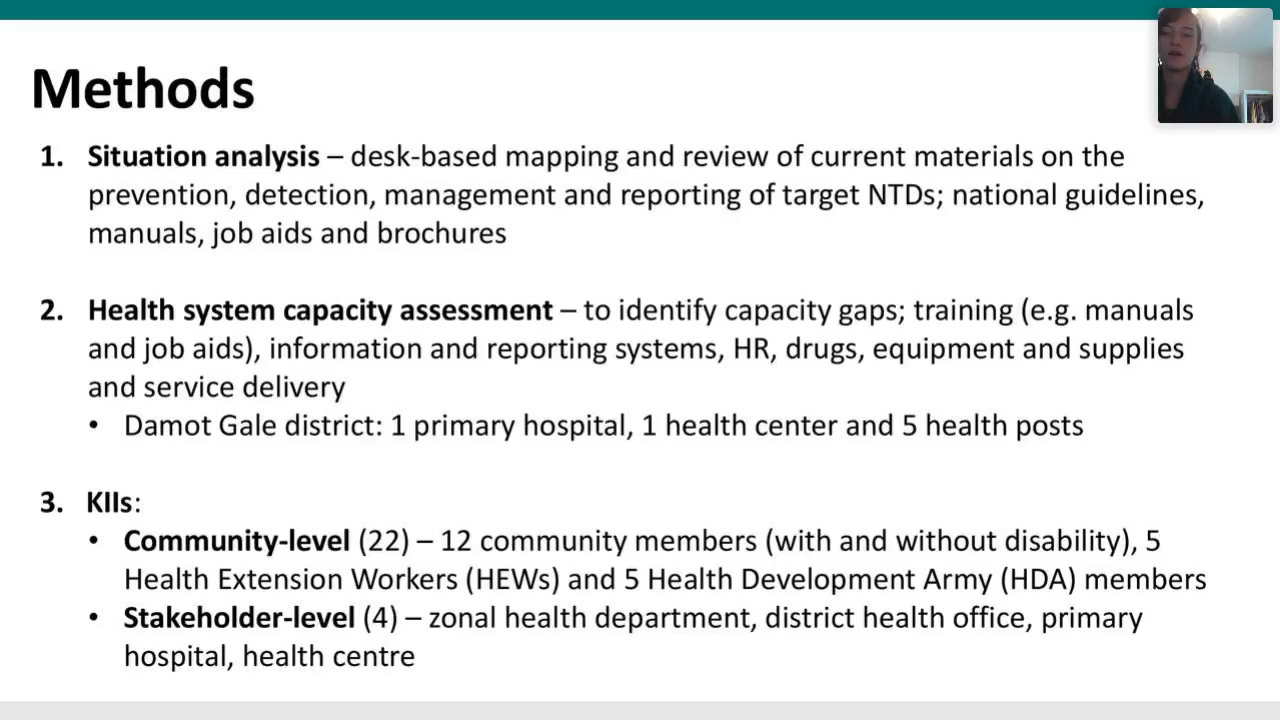 Methods
1. Situation analysis – desk-based mapping and review of current materials on the
prevention, detection, management and reporting of target NTDs; national guidelines,
manuals, job aids and brochures
2. Health system capacity assessment – to identify capacity gaps; training (e.g. manuals
and job aids), information and reporting systems, HR, drugs, equipment and supplies
and service delivery
• Damot Gale district: 1 primary hospital, 1 health center and 5 health posts
3. KIIs:
• Community-level (22) – 12 community members (with and without disability), 5
Health Extension Workers (HEWs) and 5 Health Development Army (HDA) members
• Stakeholder-level (4) – zonal health department, district health office, primary
hospital, health centre